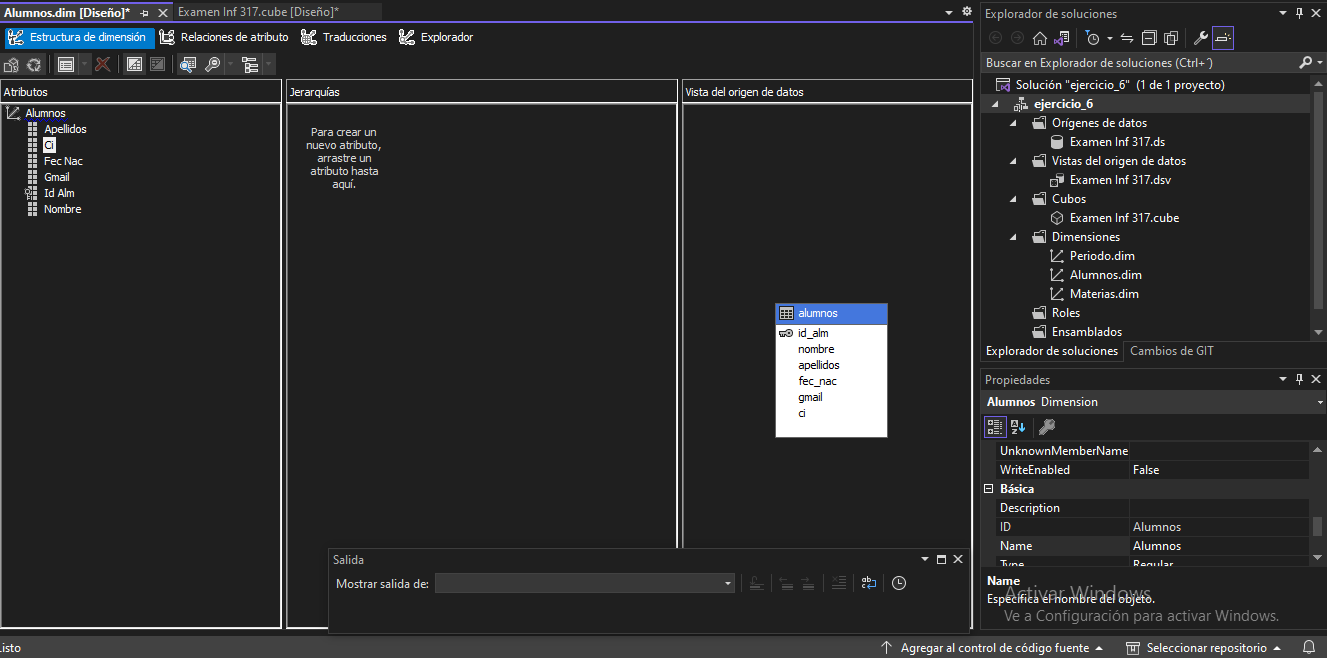 Alumnos.dim [Diseño]*
Examen Inf 317.cube [Diseño]*
Estructura de dimensión
Relaciones de atributo
Traducciones
Explorador
Atributos
Alumnos
Apellidos
Ci
Fec Nac
Gmail
Id Alm
Nombre
Jerarquías
Para crear un
nuevo atributo,
arrastre un
atributo hasta
aquí.
Vista del origen de datos
alumnos
id_alm
nombre
apellidos
fec_nac
gmail
ci
Salida
Mostrar salida de:
Explorador de soluciones
Buscar en Explorador de soluciones (Ctrl+´)
Solución "ejercicio_6" (1 de 1 proyecto)
ejercicio_6
Orígenes de datos
Examen Inf 317.ds
Vistas del origen de datos
Examen Inf 317.dsv
Cubos
Examen Inf 317.cube
Dimensiones
Periodo.dim
Alumnos.dim
Materias.dim
Roles
Ensamblados
Explorador de soluciones
Cambios de GIT
Propiedades
Alumnos Dimension
UnknownMemberName
WriteEnabled False
Básica
Description
ID Alumnos
Name Alumnos
Type Regular
Name
Especifica el nombre del objeto.
Activar Windows
Ve a Configuración para activar Windows.
Listo
Agregar al control de código fuente
Seleccionar repositorio